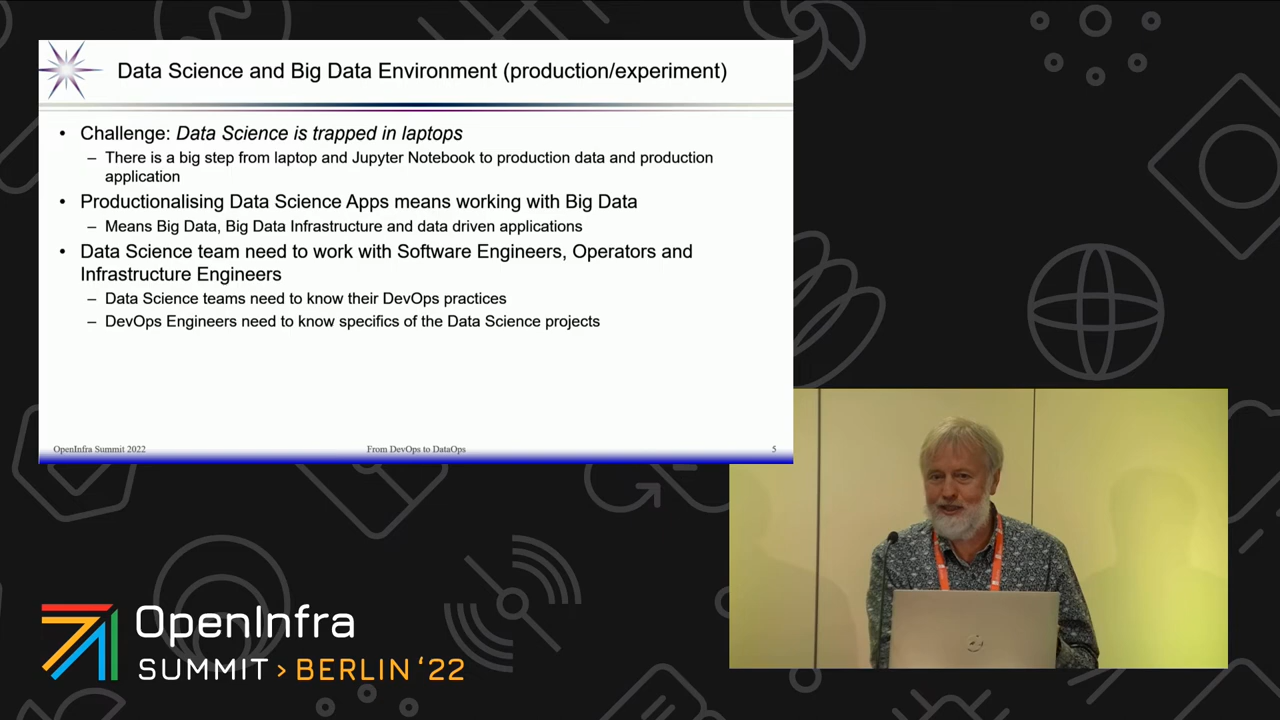 Data Science and Big Data Environment (production/experiment)
• Challenge: Data Science is trapped in laptops
– There is a big step from laptop and Jupyter Notebook to production data and production
application
• Productionalising Data Science Apps means working with Big Data
– Means Big Data, Big Data Infrastructure and data driven applications
• Data Science team need to work with Software Engineers, Operators and
Infrastructure Engineers
– Data Science teams need to know their DevOps practices
– DevOps Engineers need to know specifics of the Data Science projects
OpenInfra Summit 2022
From DevOps to DataOps
5
OpenInfra
SUMMIT > BERLIN ‘22